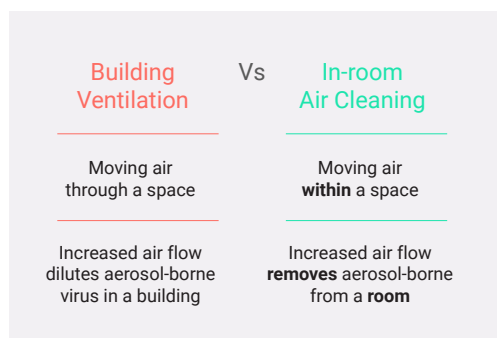 Building
Ventilation
Vs
In-room
Air Cleaning
Moving air
through a space
Moving air
within a space
Increased air flow
dilutes aerosol-borne
virus in a building
Increased air flow
removes aerosol-borne
from a room